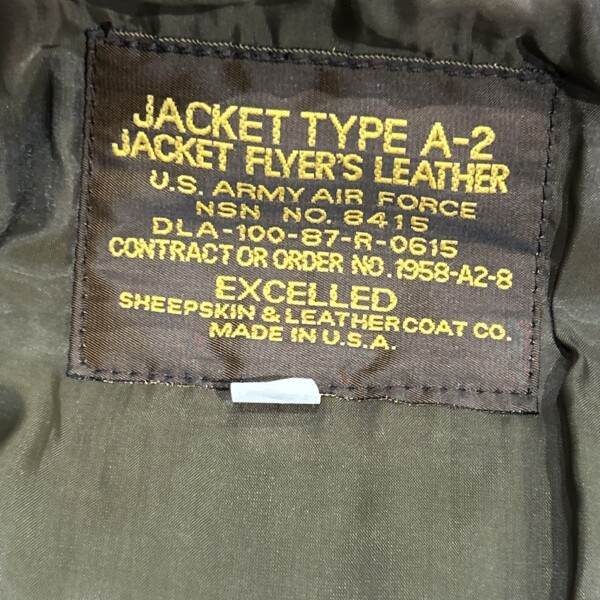 JACKET TYPE A-2
JACKET FLYER'S LEATHER
U.S. ARMY AIR FORCE
NSN NO. 8415
DLA-100-87-R-0615
CONTRACT OR ORDER NO. 1958-A2-8
EXCELLED
SHEEPSKIN & LEATHER COAT CO.
MADE IN U.S.A.